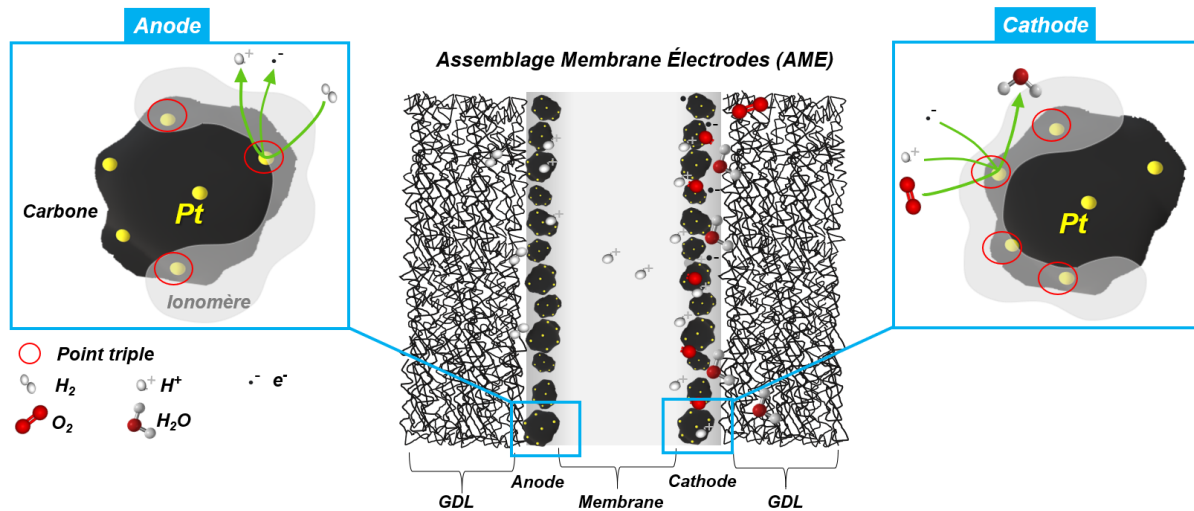 Anode
Cathode
Assemblage Membrane Électrodes (AME)
H+
e-
H2
Carbone
Pt
Ionomère
Pt
Point triple
H2
H+
e-
O2
H2O
Anode
Cathode
GDL
Membrane
GDL